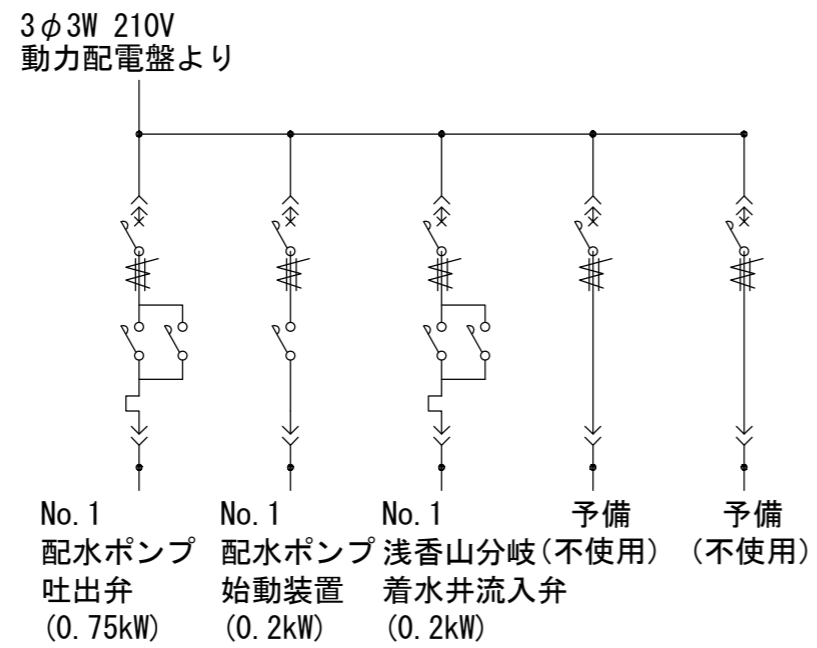 3φ3W 210V
動力配電盤より
No.1
配水ポンプ
吐出弁
(0.75kW)
No.1
配水ポンプ
始動装置
(0.2kW)
No.1
浅香山分岐
着水井流入弁
(0.2kW)
予備
(不使用)
予備
(不使用)